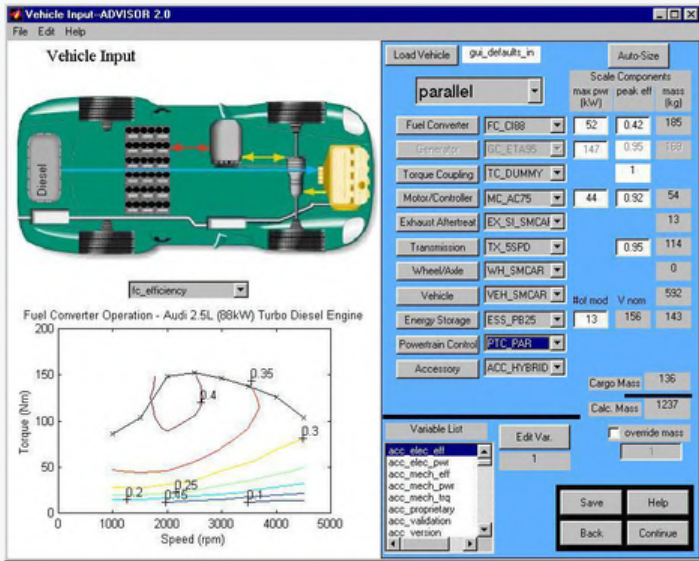 Vehicle Input--ADVISOR 2.0
File Edit Help
Vehicle Input
Diesel
fc_efficiency
Fuel Converter Operation - Audi 2.5L (88kW) Turbo Diesel Engine
200
150
100
50
0
Torque (Nm)
0.35
0.4
0.3
0.25
0.2
0.15
0.1
0 1000 2000 3000 4000 5000
Speed (rpm)
Load Vehicle gui_defaults_in Auto-Size
Scale Components
parallel
max pwr (kW) peak eff mass (kg)
Fuel Converter FC_CI88 52 0.42 185
Generator GC_ETA95 147 0.95 169
Torque Coupling TC_DUMMY 1
Motor/Controller MC_AC75 44 0.92 54
Exhaust Aftertreat EX_SI_SMCAR 13
Transmission TX_5SPD 0.95 114
Wheel/Axle WH_SMCAR 0
Vehicle VEH_SMCAR 592
#of mod V nom
Energy Storage ESS_PB25 13 156 143
Powertrain Control PTC_PAR
Accessory ACC_HYBRID
Cargo Mass 136
Calc. Mass 1237
override mass
1
Variable List
acc_elec_eff
acc_elec_pwr
acc_mech_eff
acc_mech_pwr
acc_mech_trq
acc_proprietary
acc_validation
acc_version
Edit Var.
1
Save Help
Back Continue